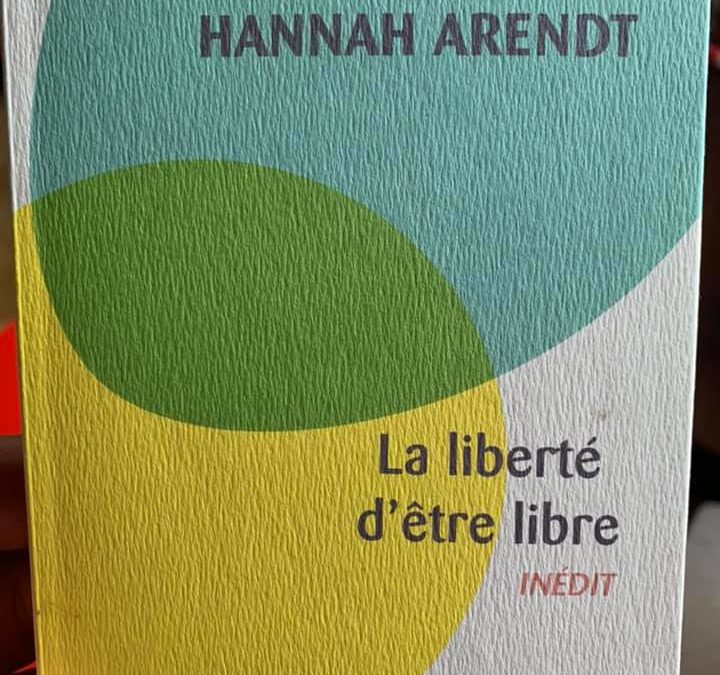 HANNAH ARENDT
La liberté
d'être libre
INÉDIT